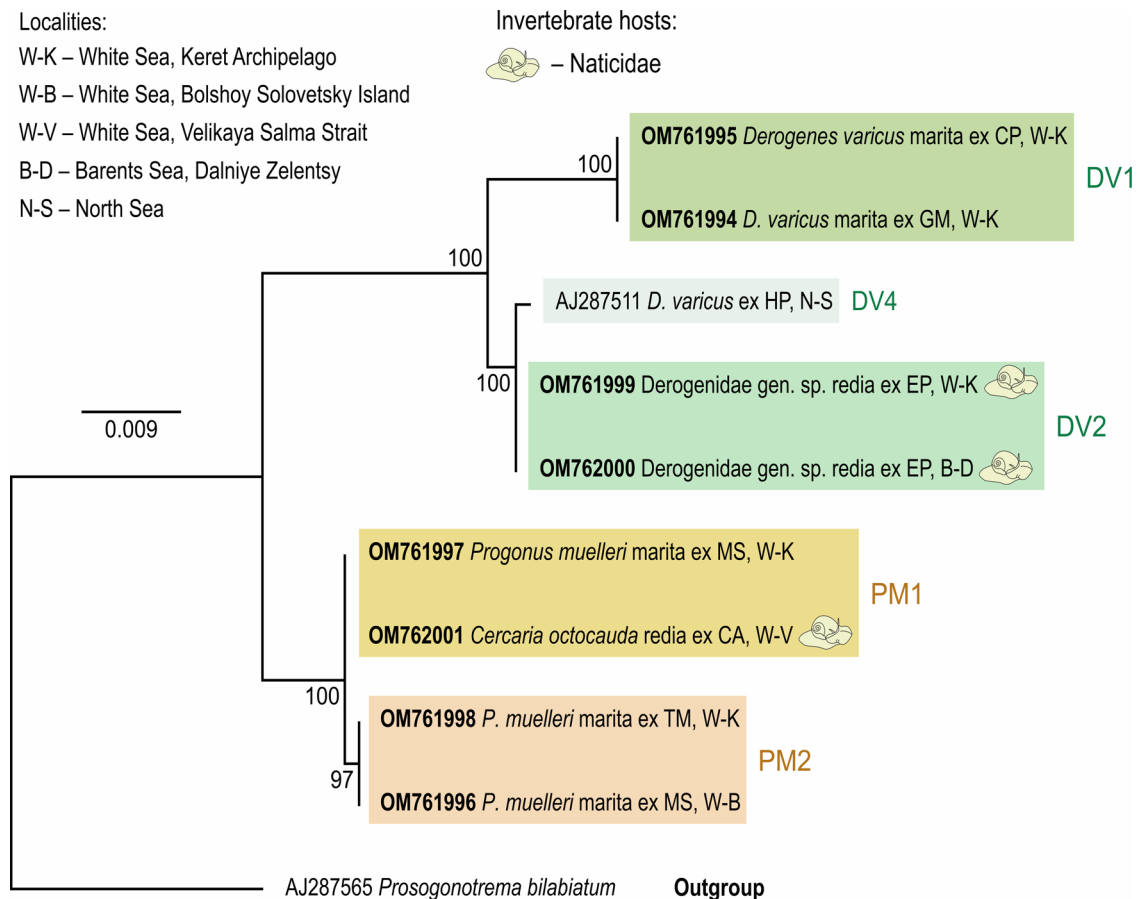 Localities:
W-K – White Sea, Keret Archipelago
W-B – White Sea, Bolshoy Solovetsky Island
W-V – White Sea, Velikaya Salma Strait
B-D – Barents Sea, Dalniye Zelentsy
N-S – North Sea
Invertebrate hosts:
– Naticidae
OM761995 Derogenes varicus marita ex CP, W-K
100
DV1
OM761994 D. varicus marita ex GM, W-K
100
AJ287511 D. varicus ex HP, N-S
DV4
100
OM761999 Derogenidae gen. sp. redia ex EP, W-K
DV2
OM762000 Derogenidae gen. sp. redia ex EP, B-D
0.009
OM761997 Progonus muelleri marita ex MS, W-K
PM1
OM762001 Cercaria octocauda redia ex CA, W-V
100
OM761998 P. muelleri marita ex TM, W-K
PM2
97
OM761996 P. muelleri marita ex MS, W-B
AJ287565 Prosogonotrema bilabiatum Outgroup